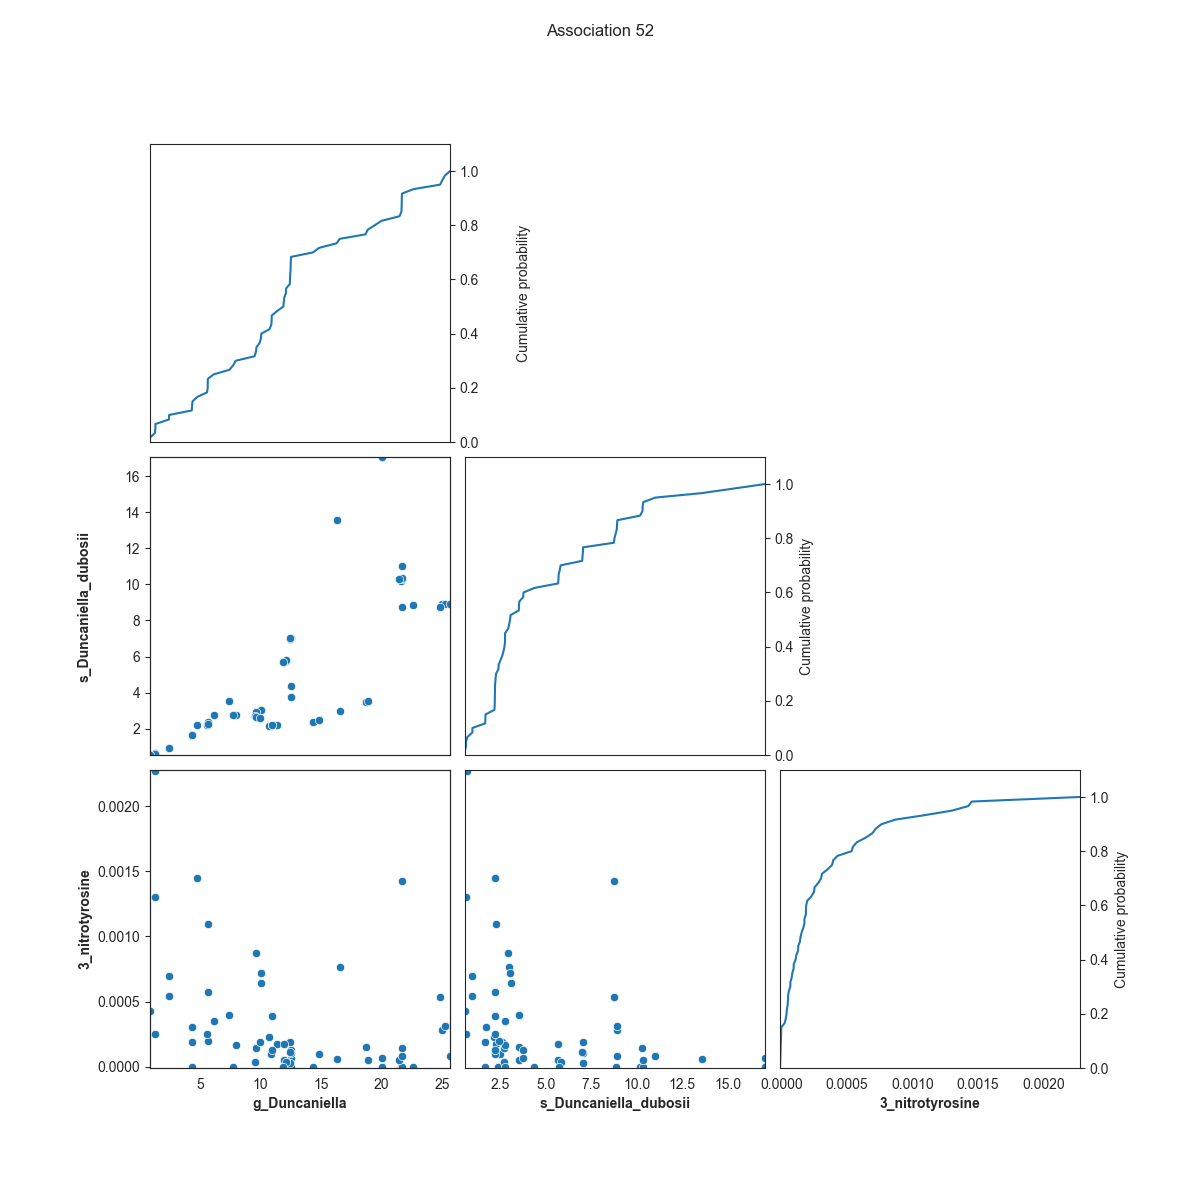 Association 52
1.0
0.8
0.6
0.4
0.2
0.0
Cumulative probability
16
14
12
10
8
6
4
2
s_Duncaniella_dubosii
1.0
0.8
0.6
0.4
0.2
0.0
Cumulative probability
0.0020
0.0015
0.0010
0.0005
0.0000
3_nitrotyrosine
1.0
0.8
0.6
0.4
0.2
0.0
Cumulative probability
5 10 15 20 25
2.5 5.0 7.5 10.0 12.5 15.0
0.0000 0.0005 0.0010 0.0015 0.0020
g_Duncaniella
s_Duncaniella_dubosii
3_nitrotyrosine